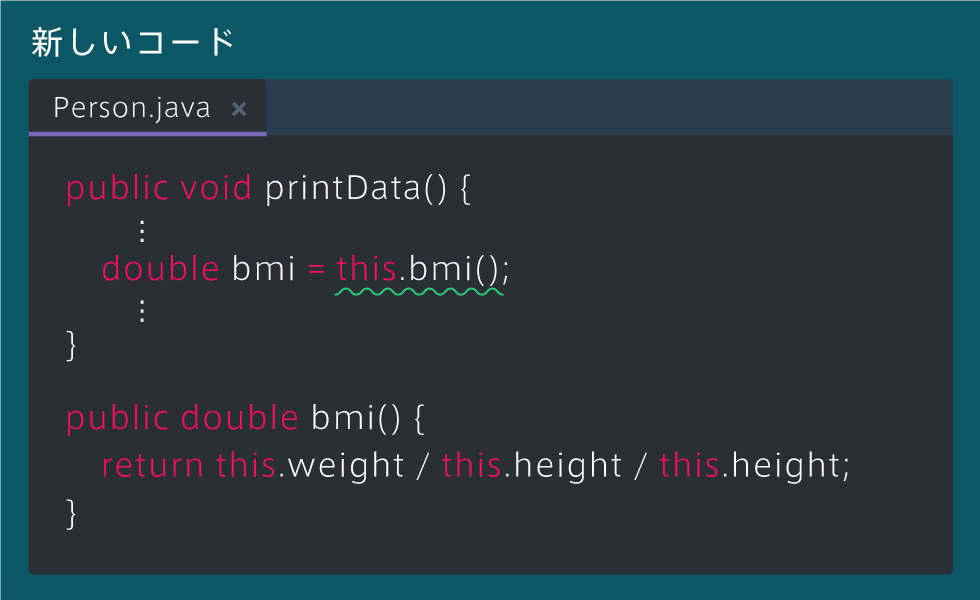 新しいコード
Person.java ×
public void printData() {
⋮
double bmi = this.bmi();
⋮
}
public double bmi() {
return this.weight / this.height / this.height;
}